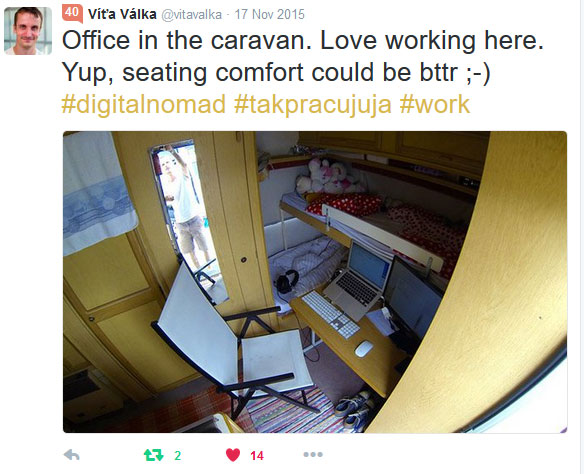 40 Víťa Válka @vitavalka · 17 Nov 2015
Office in the caravan. Love working here.
Yup, seating comfort could be bttr ;-)
#digitalnomad #takpracujuja #work
2 14